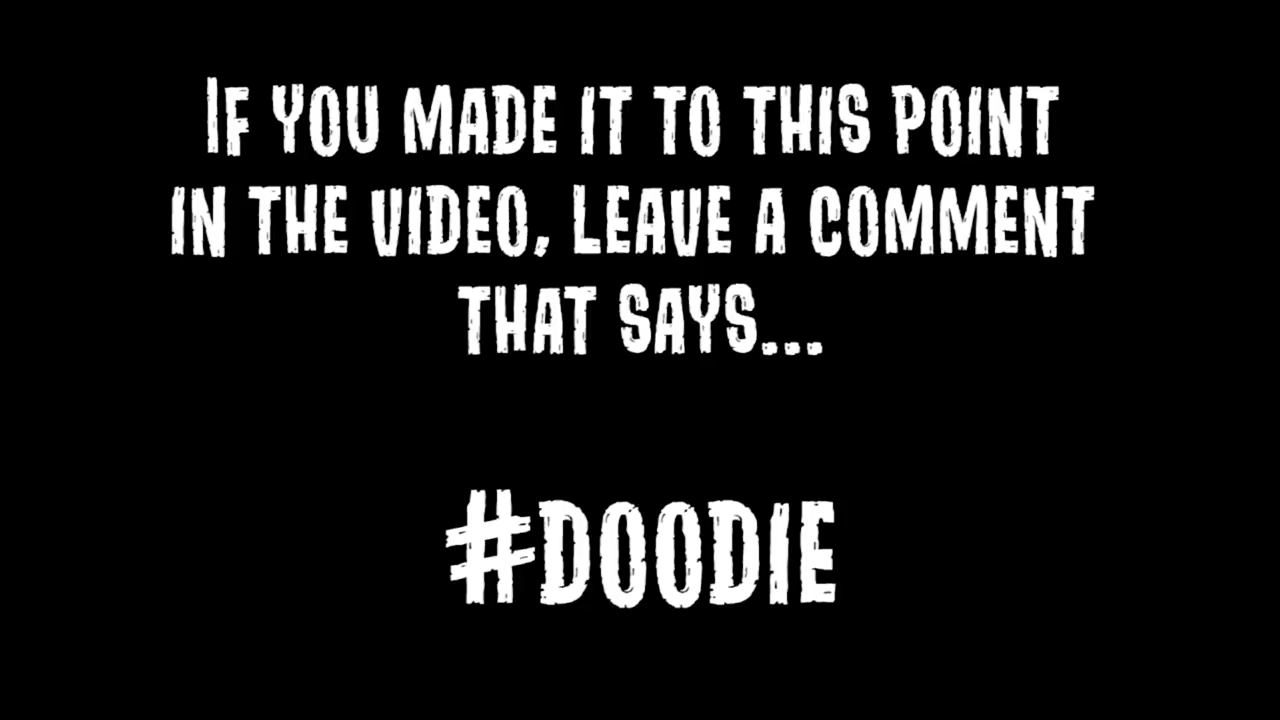 If you made it to this point
in the video, leave a comment
that says...
#doodie